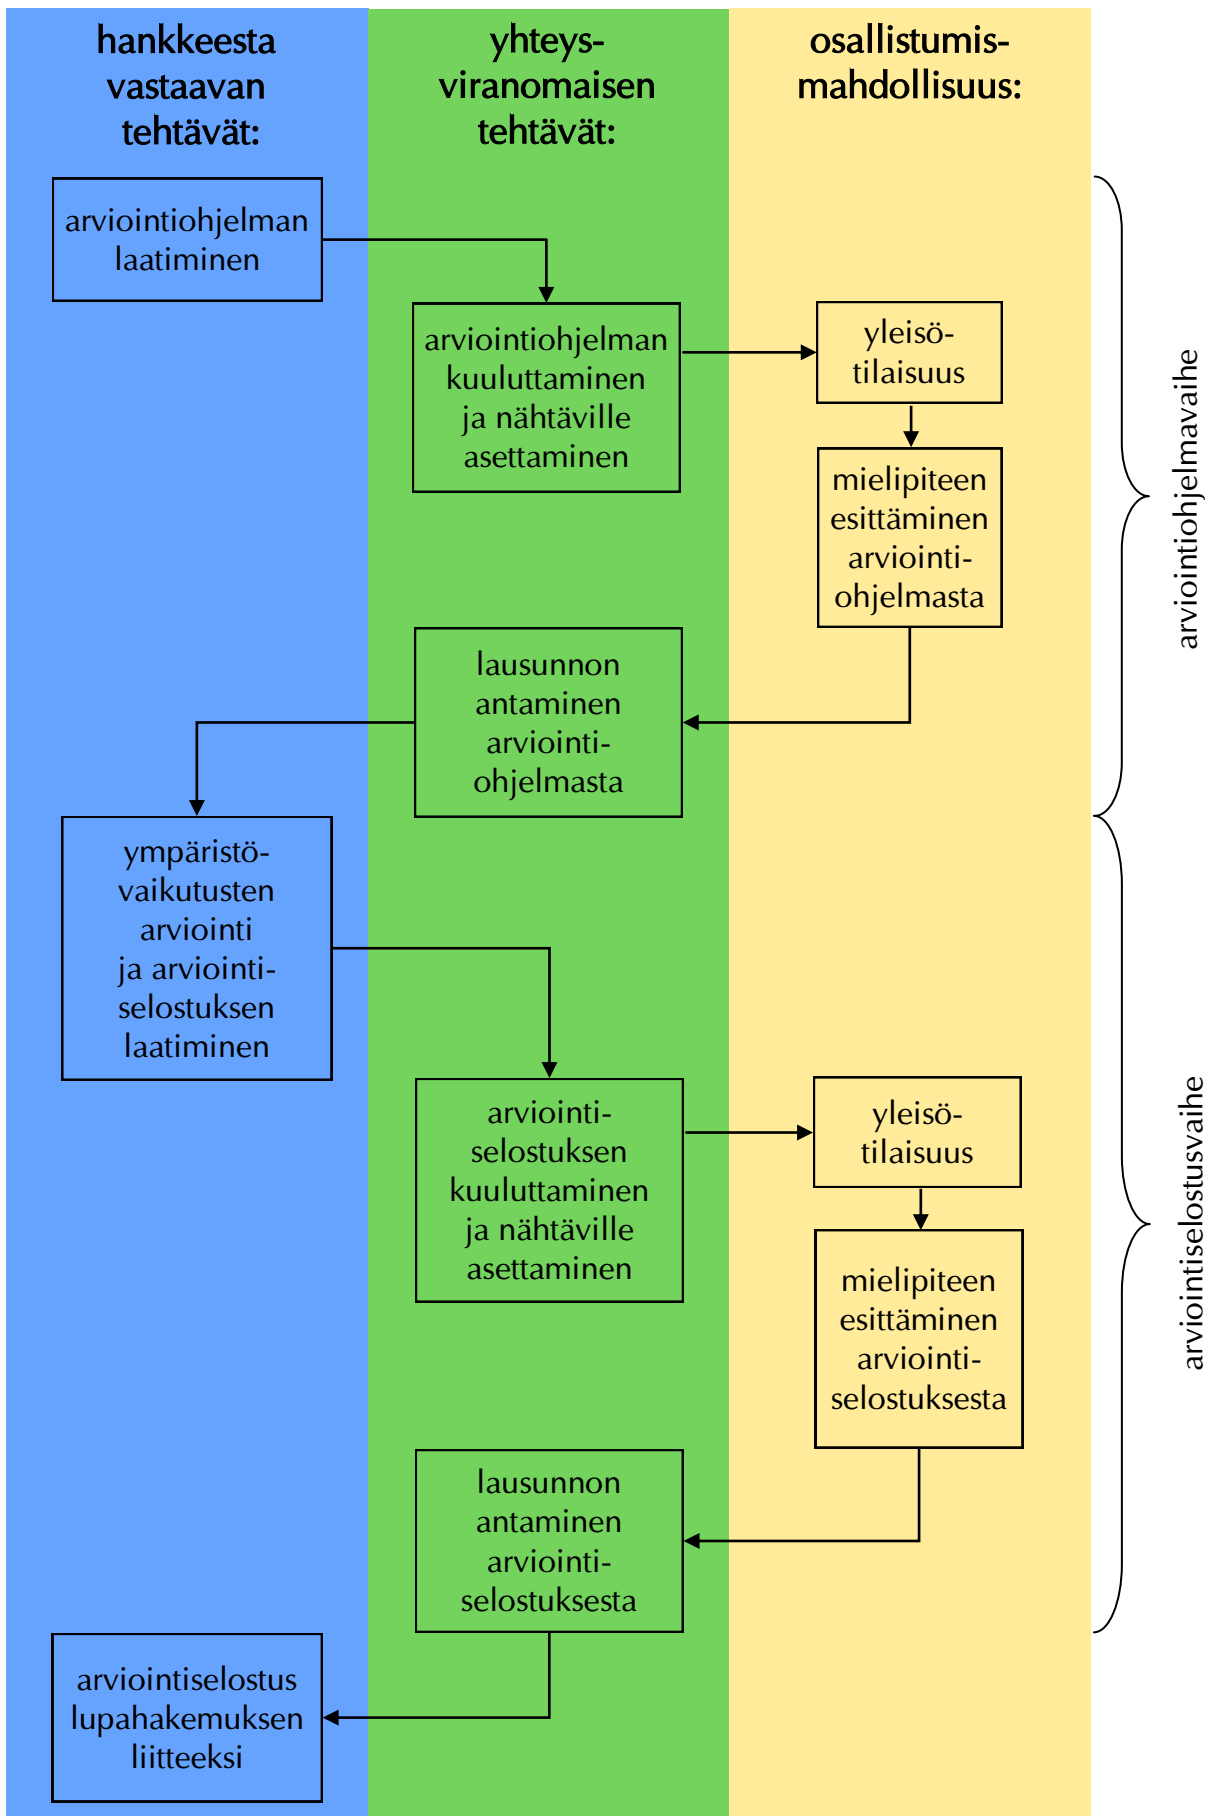 hankkeesta
vastaavan
tehtävät:
yhteys-
viranomaisen
tehtävät:
osallistumis-
mahdollisuus:
arviointiohjelman
laatiminen
arviointiohjelman
kuuluttaminen
ja nähtäville
asettaminen
yleisö-
tilaisuus
mielipiteen
esittäminen
arviointi-
ohjelmasta
lausunnon
antaminen
arviointi-
ohjelmasta
arviointiohjelmavaihe
ympäristö-
vaikutusten
arviointi
ja arviointi-
selostuksen
laatiminen
arviointi-
selostuksen
kuuluttaminen
ja nähtäville
asettaminen
yleisö-
tilaisuus
mielipiteen
esittäminen
arviointi-
selostuksesta
lausunnon
antaminen
arviointi-
selostuksesta
arviointiselostusvaihe
arviointiselostus
lupahakemuksen
liitteeksi